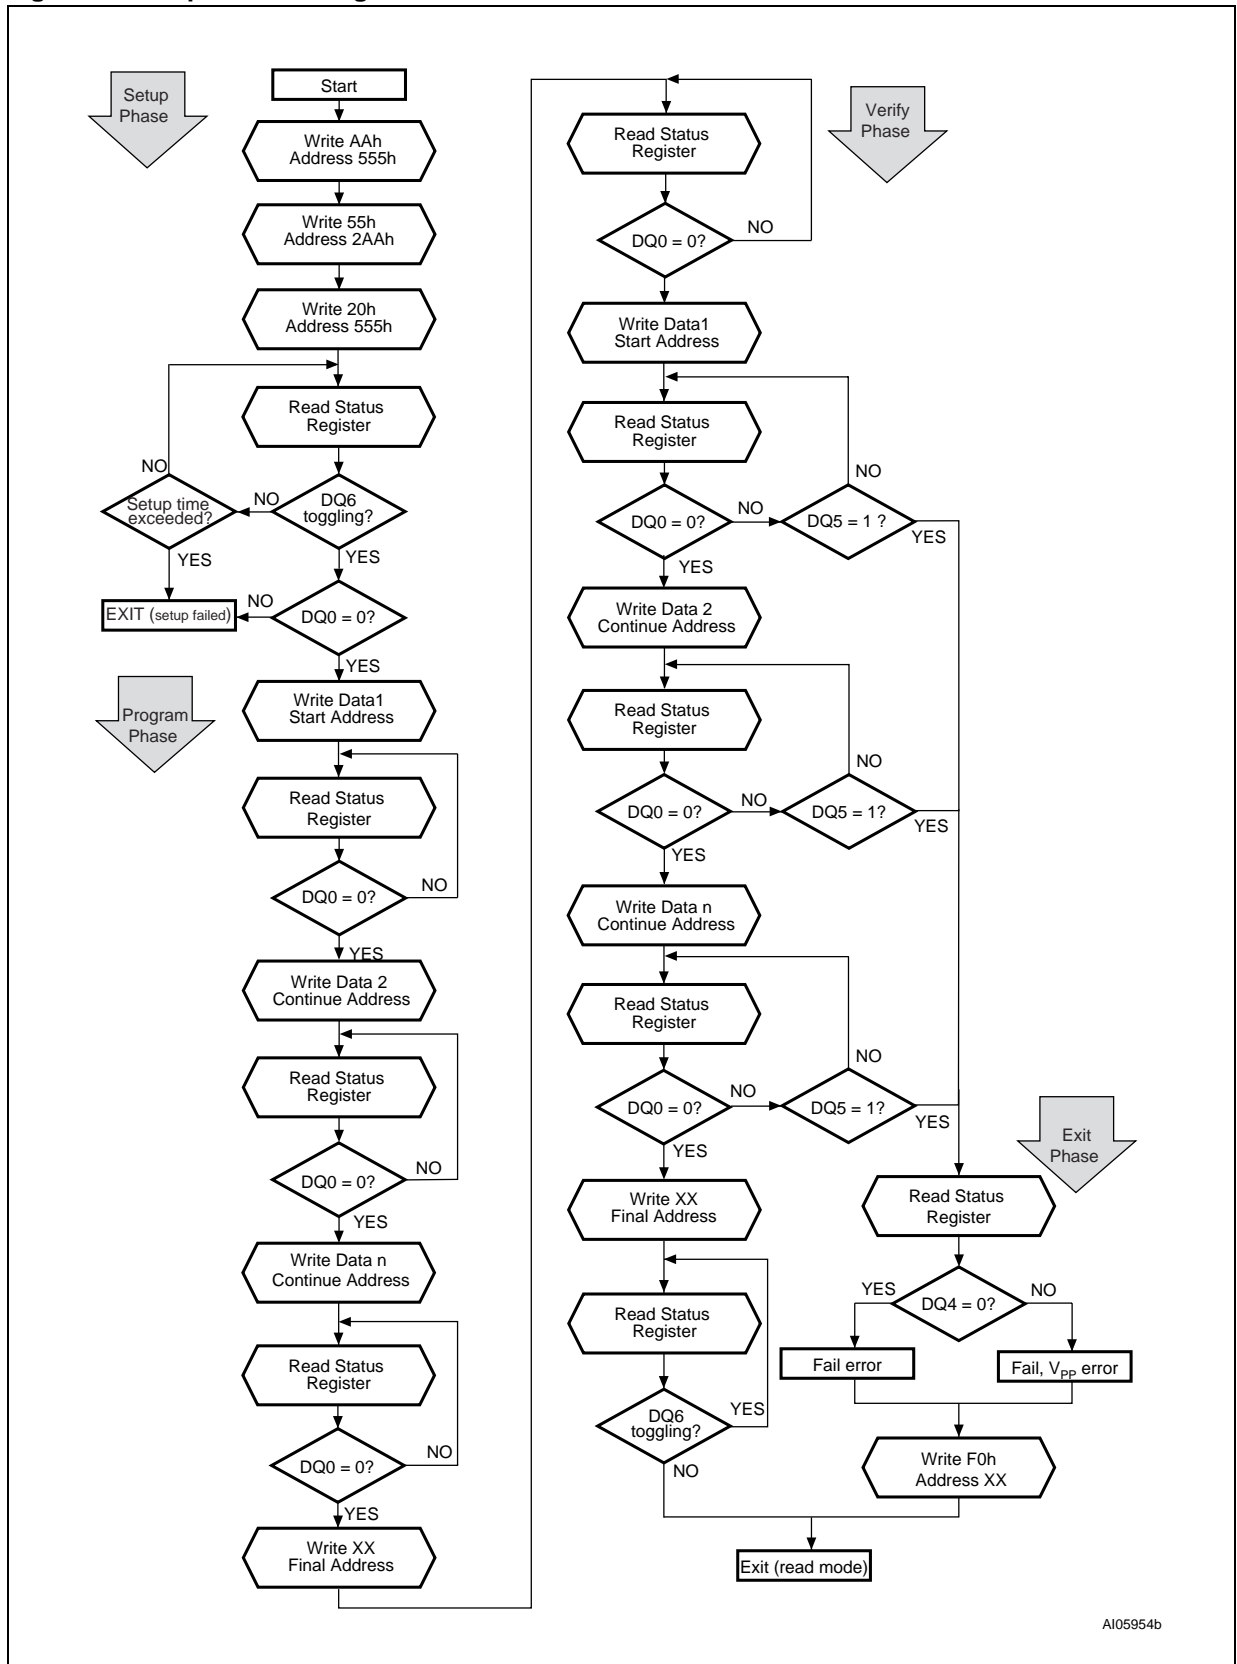 Setup
Phase
Start
Write AAh
Address 555h
Write 55h
Address 2AAh
Write 20h
Address 555h
Read Status
Register
NO
Setup time
exceeded?
NO
DQ6
toggling?
YES
YES
EXIT (setup failed)
NO
DQ0 = 0?
YES
Program
Phase
Write Data1
Start Address
Read Status
Register
DQ0 = 0?
NO
YES
Write Data 2
Continue Address
Read Status
Register
DQ0 = 0?
NO
YES
Write Data n
Continue Address
Read Status
Register
DQ0 = 0?
NO
YES
Write XX
Final Address
Verify
Phase
Read Status
Register
DQ0 = 0?
NO
Write Data1
Start Address
Read Status
Register
NO
DQ0 = 0?
NO
DQ5 = 1 ?
YES
YES
Write Data 2
Continue Address
Read Status
Register
NO
DQ0 = 0?
NO
DQ5 = 1?
YES
YES
Write Data n
Continue Address
Read Status
Register
NO
DQ0 = 0?
NO
DQ5 = 1?
YES
YES
Write XX
Final Address
Read Status
Register
DQ6
toggling?
YES
NO
Exit
Phase
Read Status
Register
YES
DQ4 = 0?
NO
Fail error
Fail, VPP error
Write F0h
Address XX
Exit (read mode)
AI05954b